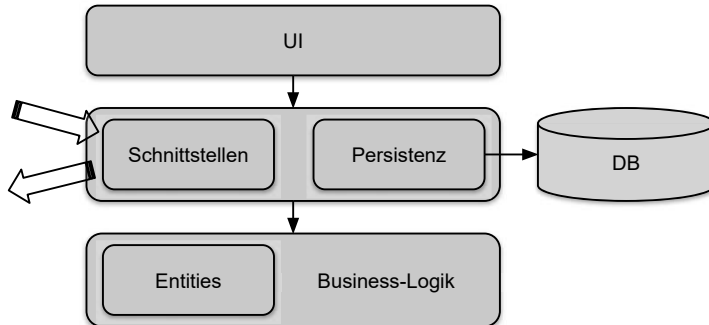 UI
Schnittstellen
Persistenz
DB
Entities
Business-Logik